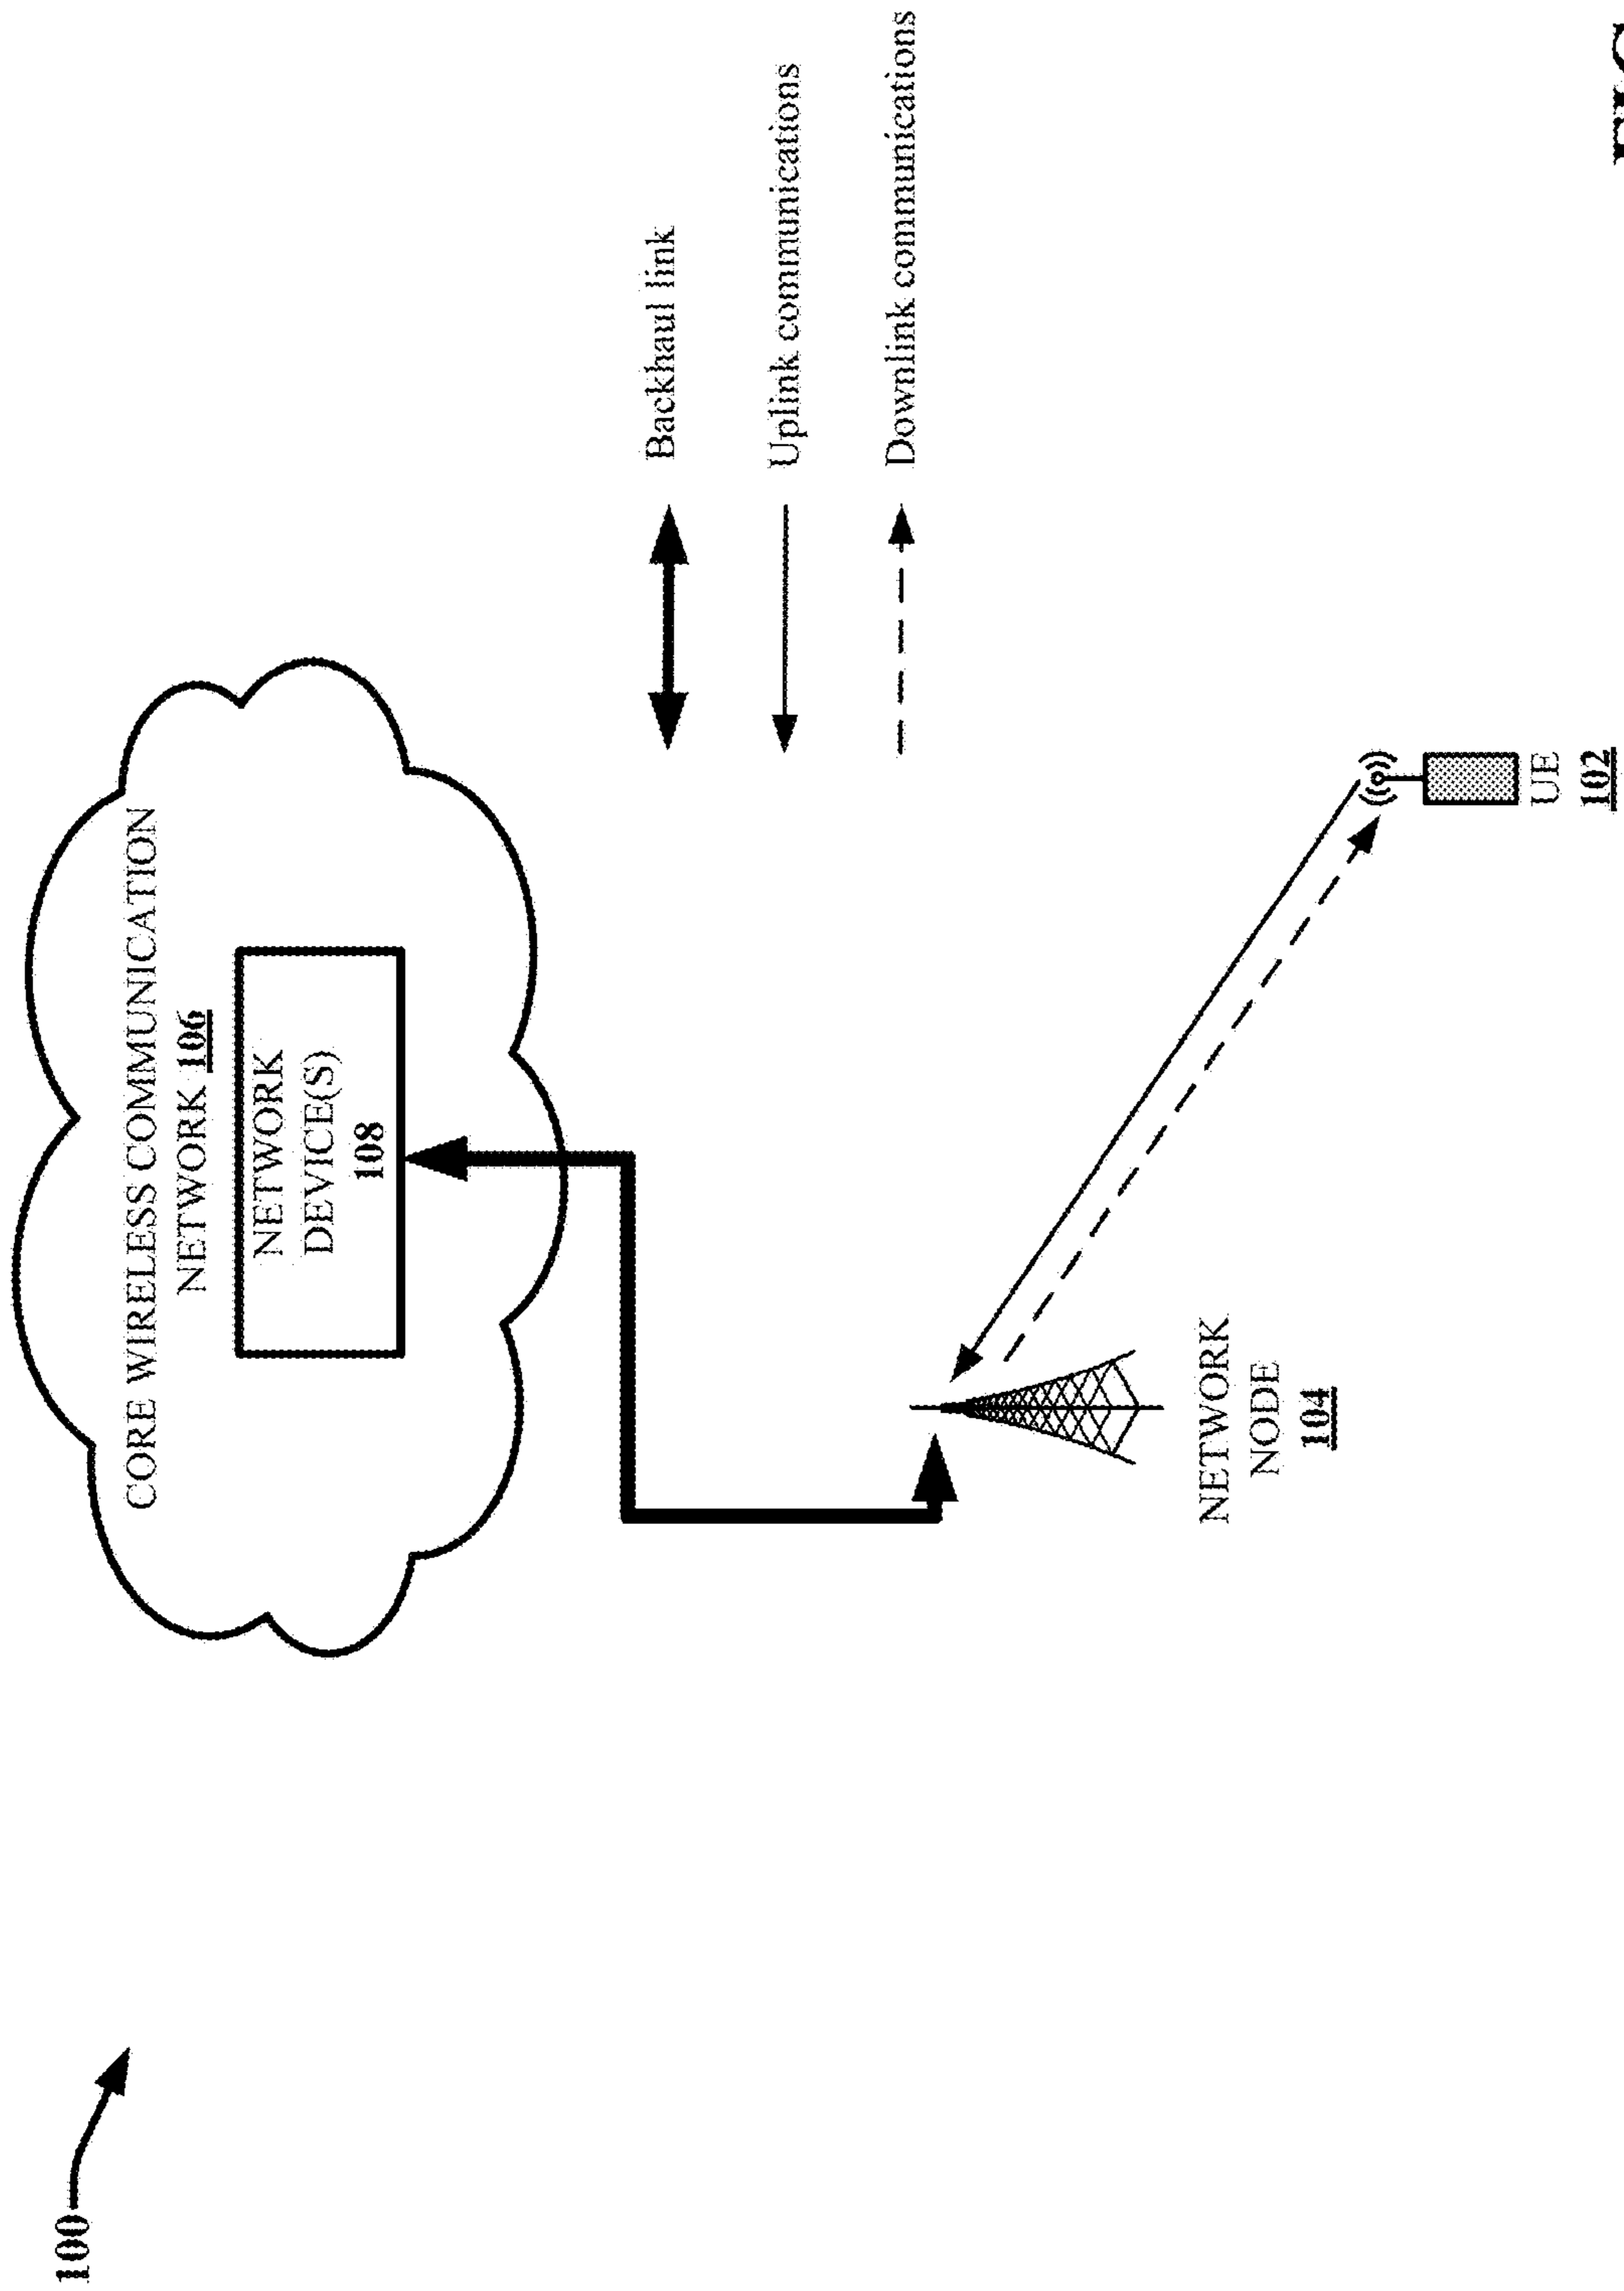 100
CORE WIRELESS COMMUNICATION
NETWORK 106
NETWORK
DEVICE(S)
108
Backhaul link
Uplink communications
Downlink communications
NETWORK
NODE
104
UE
102